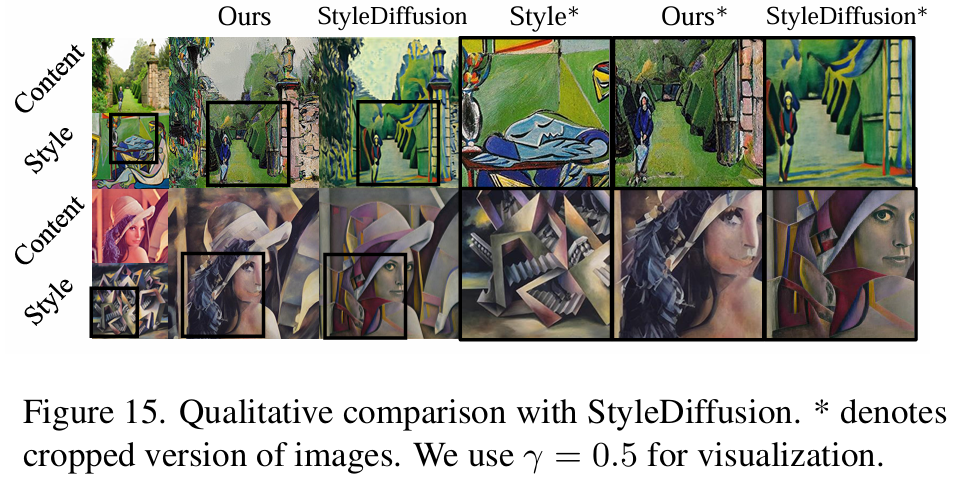 Ours StyleDiffusion Style* Ours* StyleDiffusion*
Content
Style
Content
Style
Figure 15. Qualitative comparison with StyleDiffusion. * denotes
cropped version of images. We use γ = 0.5 for visualization.